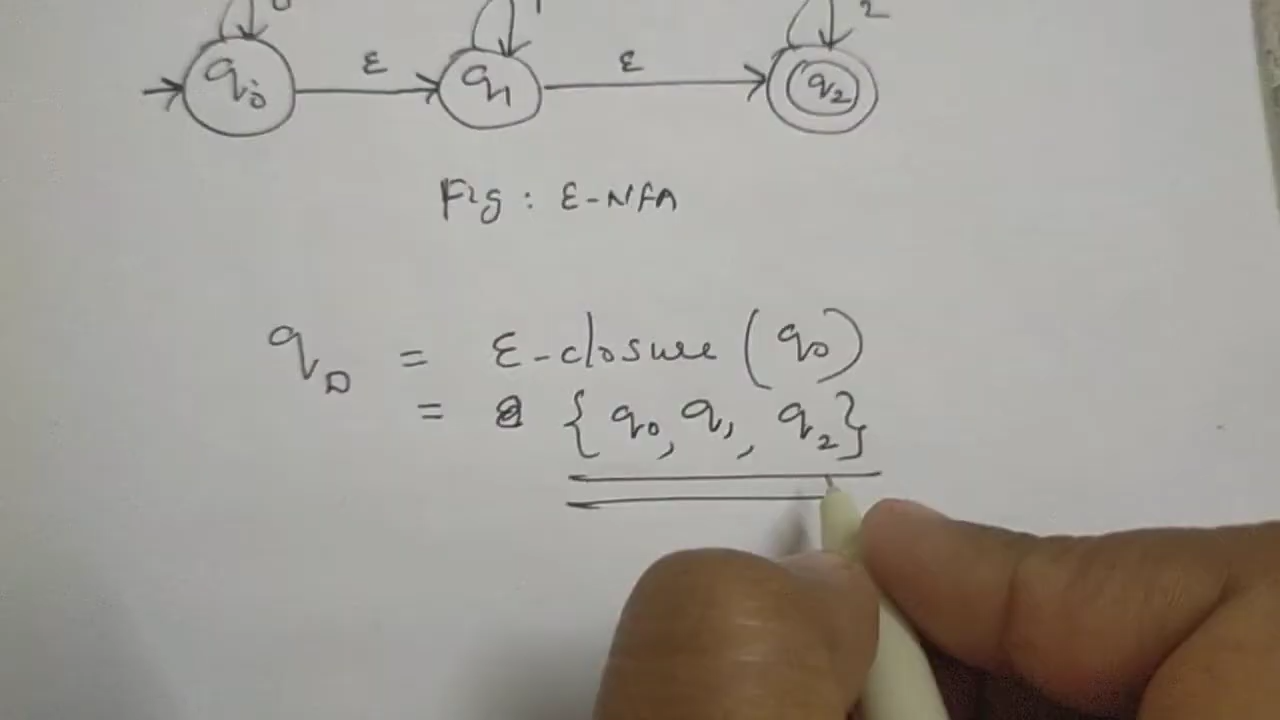 0 1 2
q0 ε q1 ε q2
Fig : ε-NFA
qD = ε-closure (q0)
= {q0, q1, q2}